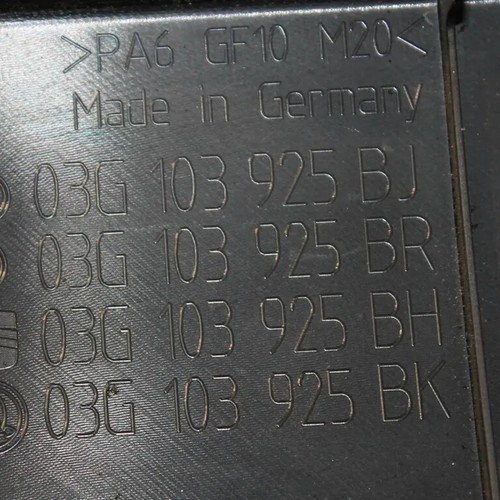 >PA6 GF10 M20<
Made in Germany
03G 103 925 BJ
03G 103 925 BR
03G 103 925 BH
03G 103 925 BK